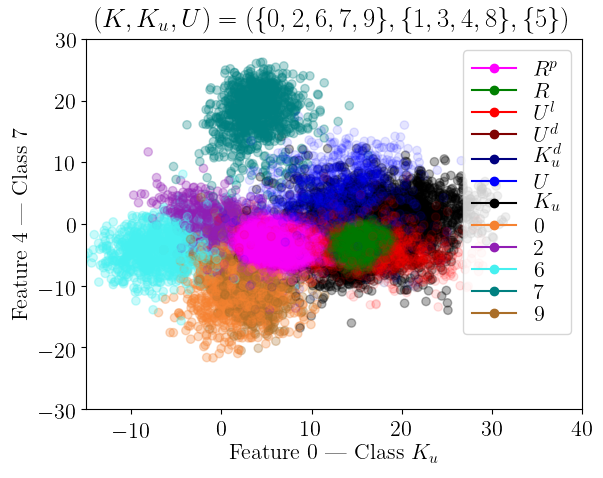 (K, K_u, U) = ({0, 2, 6, 7, 9}, {1, 3, 4, 8}, {5})
30
20
10
0
−10
−20
−30
Feature 4 — Class 7
R^p
R
U^l
U^d
K_u^d
U
K_u
0
2
6
7
9
−10
0
10
20
30
40
Feature 0 — Class K_u